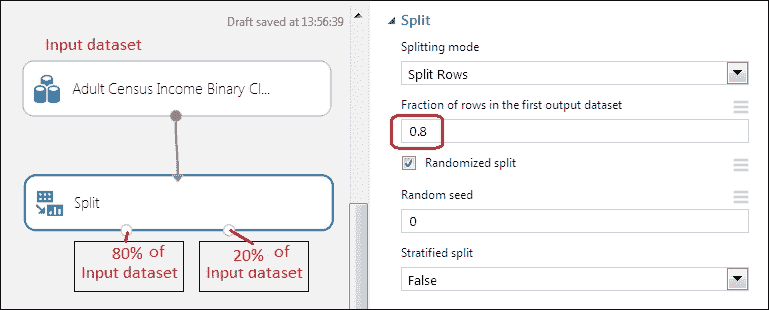 Draft saved at 13:56:39
Input dataset
Adult Census Income Binary Cl...
Split
80% of
Input dataset
20% of
Input dataset
Split
Splitting mode
Split Rows
Fraction of rows in the first output dataset
0.8
Randomized split
Random seed
0
Stratified split
False